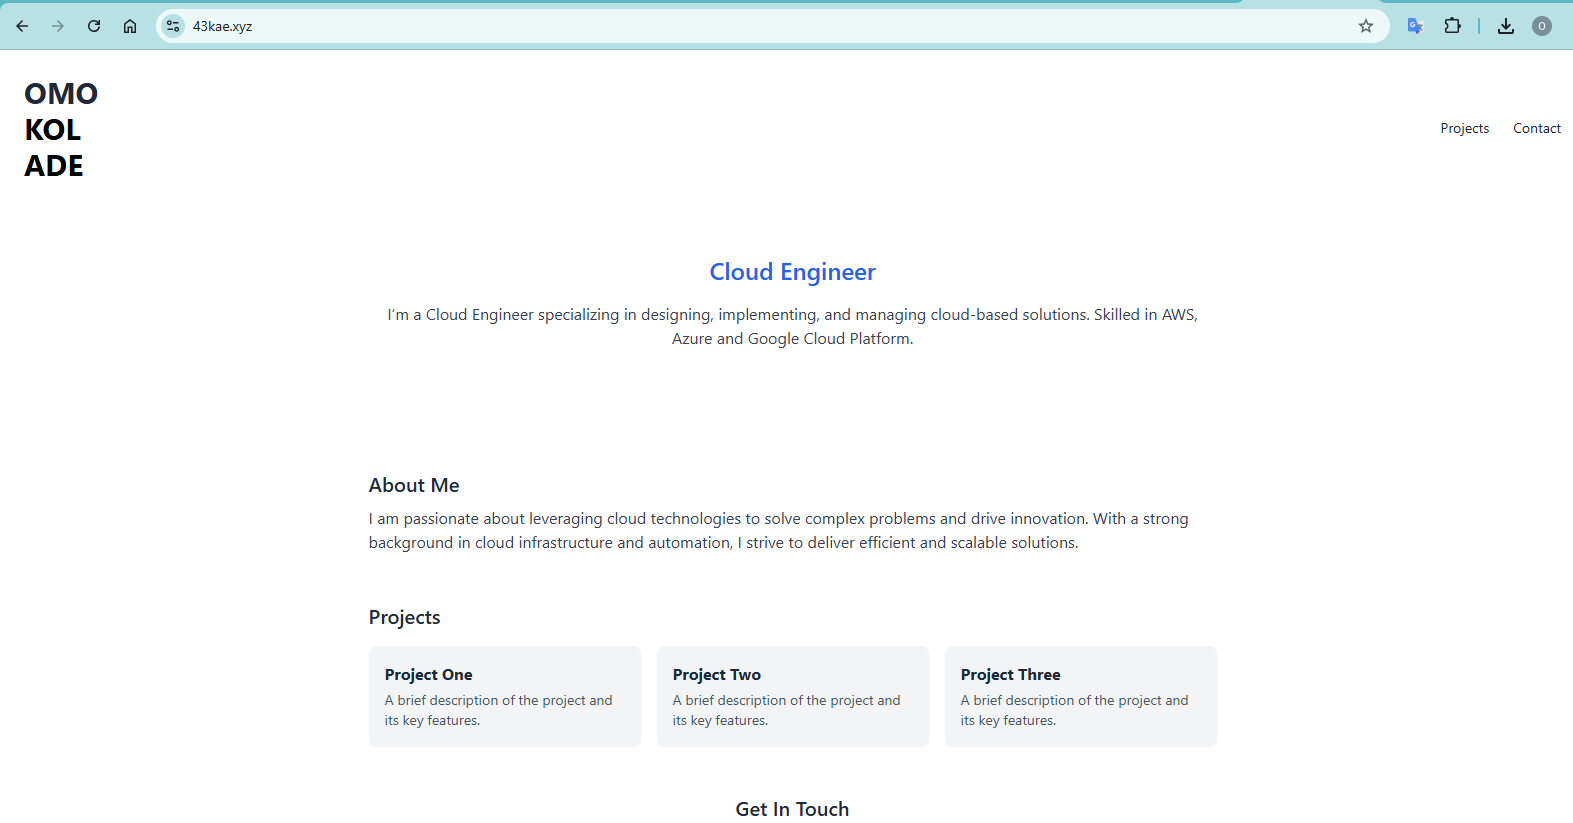 43kae.xyz
O
OMO
KOL
ADE
Projects Contact
Cloud Engineer
I'm a Cloud Engineer specializing in designing, implementing, and managing cloud-based solutions. Skilled in AWS,
Azure and Google Cloud Platform.
About Me
I am passionate about leveraging cloud technologies to solve complex problems and drive innovation. With a strong
background in cloud infrastructure and automation, I strive to deliver efficient and scalable solutions.
Projects
Project One
A brief description of the project and
its key features.
Project Two
A brief description of the project and
its key features.
Project Three
A brief description of the project and
its key features.
Get In Touch